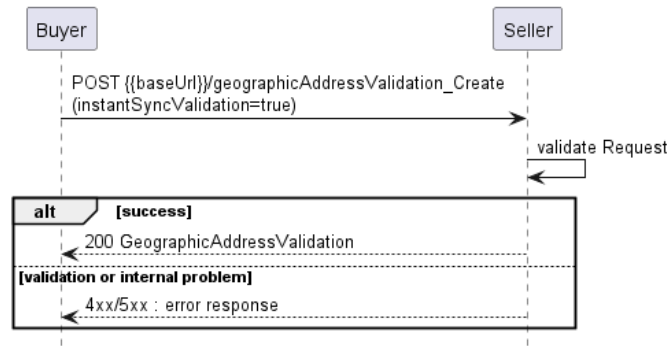 Buyer
Seller
POST {{baseUrl}}/geographicAddressValidation_Create
(instantSyncValidation=true)
validate Request
alt
[success]
200 GeographicAddressValidation
[validation or internal problem]
4xx/5xx : error response